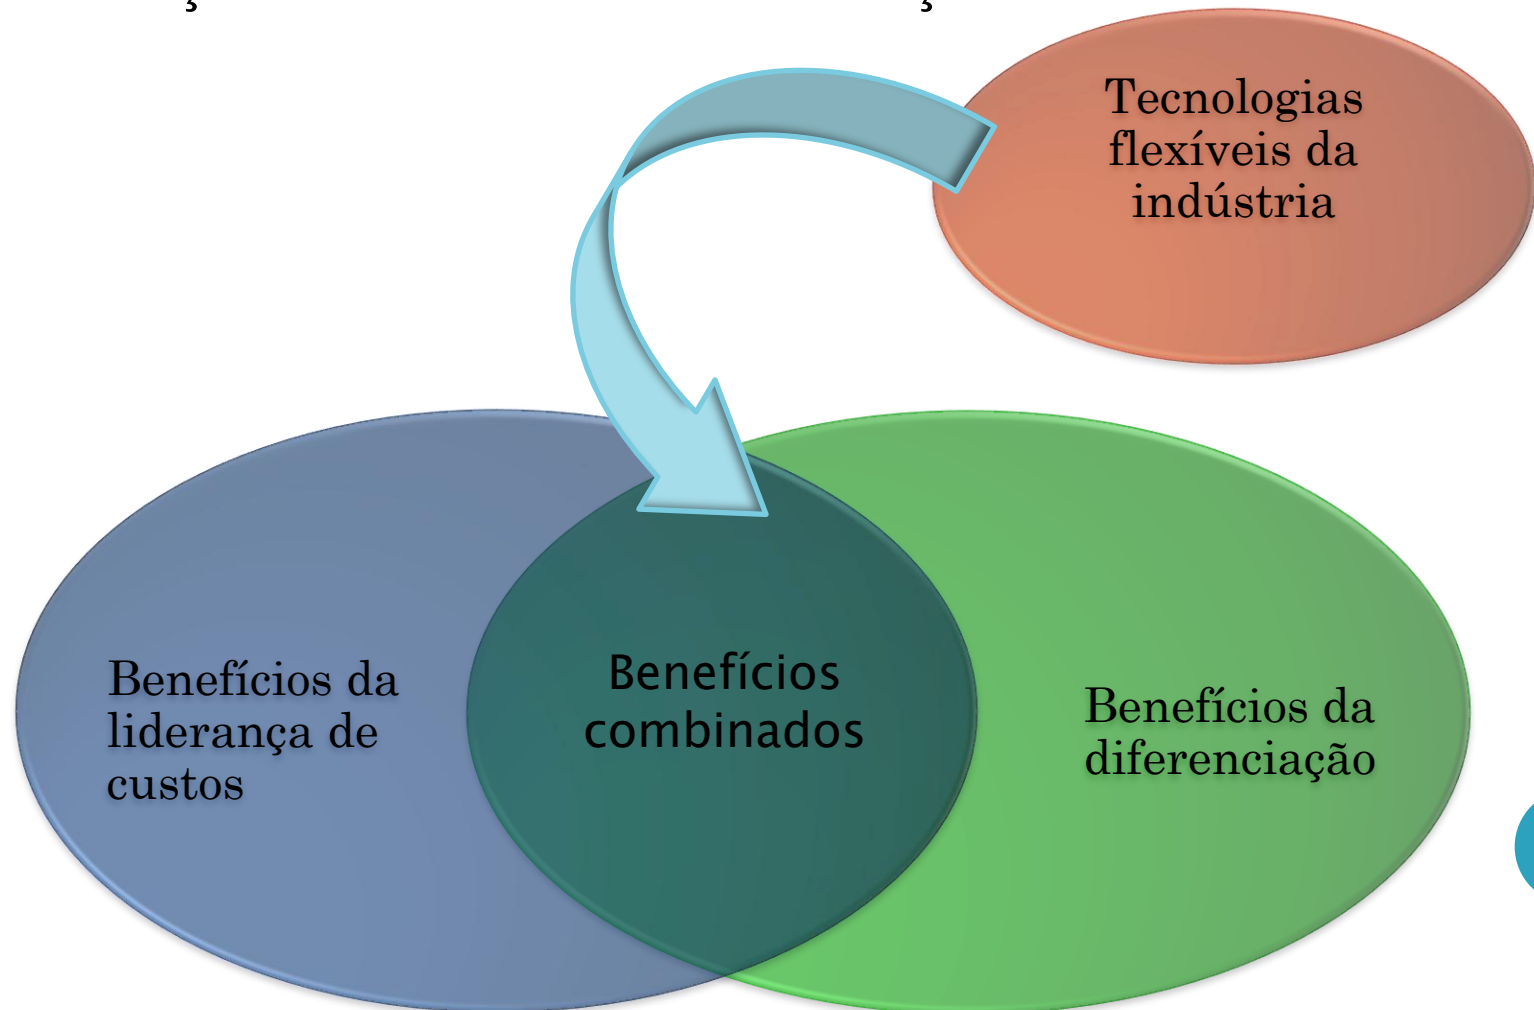 Tecnologias
flexíveis da
indústria
Benefícios da
liderança de
custos
Benefícios
combinados
Benefícios da
diferenciação